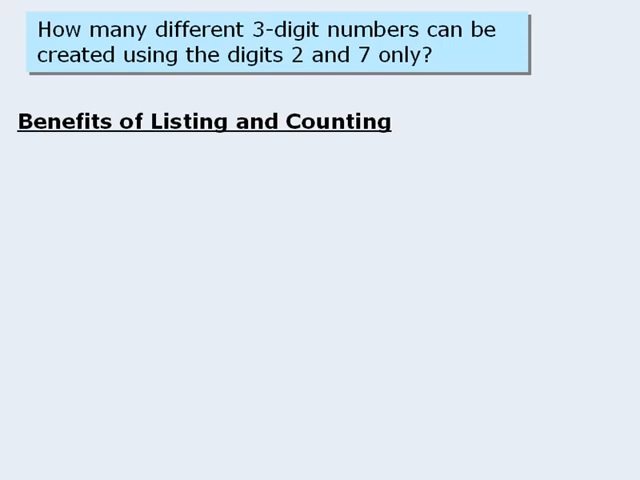 How many different 3-digit numbers can be
created using the digits 2 and 7 only?
Benefits of Listing and Counting